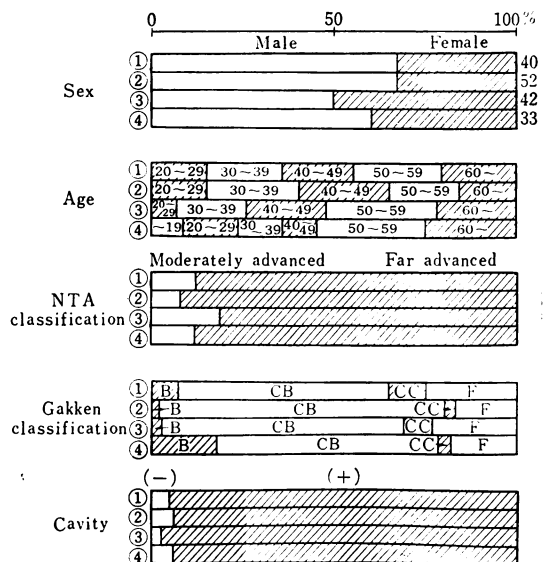 0 50 100%
Male Female
Sex
① 40
② 52
③ 42
④ 33
Age
① 20~29 30~39 40~49 50~59 60~
② 20~29 30~39 40~49 50~59 60~
③ 20~29 30~39 40~49 50~59 60~
④ ~19 20~29 30~39 40~49 50~59 60~
Moderately advanced Far advanced
NTA
classification
①
②
③
④
Gakken
classification
① B CB CC F
② B CB CC F
③ B CB CC F
④ B CB CC F
(−) (+)
Cavity
①
②
③
④